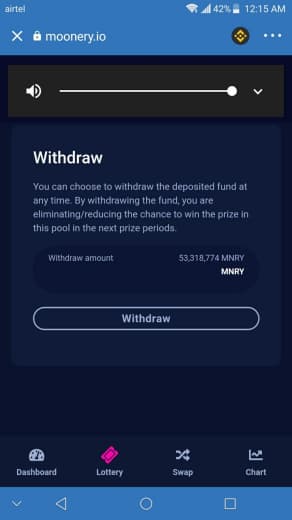 airtel 42% 12:15 AM
moonery.io
Withdraw
You can choose to withdraw the deposited fund at
any time. By withdrawing the fund, you are
eliminating/reducing the chance to win the prize in
this pool in the next prize periods.
Withdraw amount 53,318,774 MNRY
MNRY
Withdraw
Dashboard Lottery Swap Chart